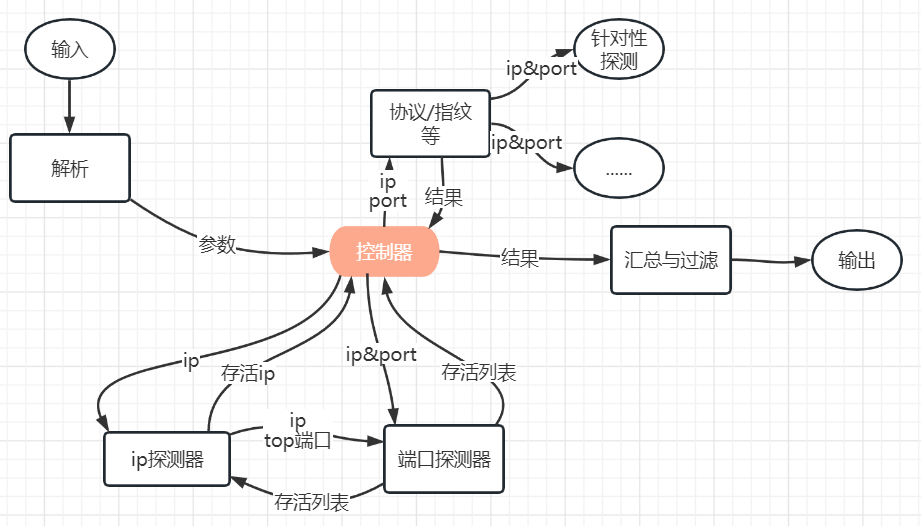 输入
针对性
探测
ip&port
协议/指纹
等
ip&port
......
解析
ip
port
结果
参数
控制器
结果
汇总与过滤
输出
ip
存活ip
ip&port
存活列表
ip
top端口
ip探测器
端口探测器
存活列表